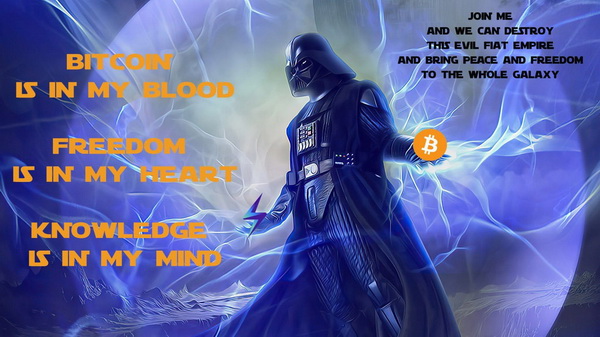 BITCOIN
IS IN MY BLOOD
FREEDOM
IS IN MY HEART
KNOWLEDGE
IS IN MY MIND
JOIN ME
AND WE CAN DESTROY
THIS EVIL FIAT EMPIRE
AND BRING PEACE AND FREEDOM
TO THE WHOLE GALAXY